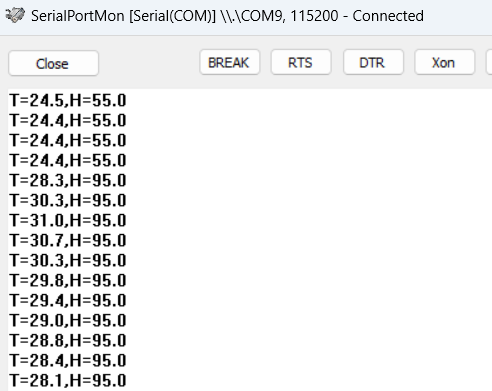 SerialPortMon [Serial(COM)] \\.\COM9, 115200 - Connected
Close BREAK RTS DTR Xon
T=24.5,H=55.0
T=24.4,H=55.0
T=24.4,H=55.0
T=24.4,H=55.0
T=28.3,H=95.0
T=30.3,H=95.0
T=31.0,H=95.0
T=30.7,H=95.0
T=30.3,H=95.0
T=29.8,H=95.0
T=29.4,H=95.0
T=29.0,H=95.0
T=28.8,H=95.0
T=28.4,H=95.0
T=28.1,H=95.0